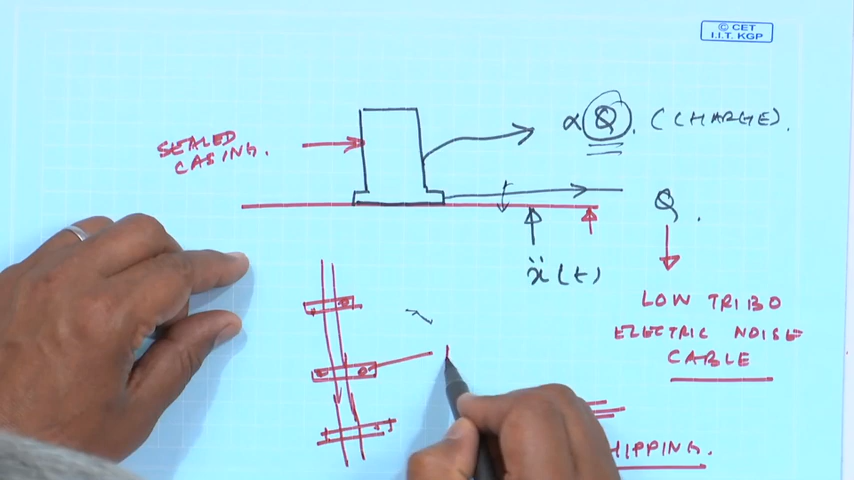 © CET
I.I.T. KGP
SEALED
CASING.
α Q. (CHARGE).
Q.
ẍ(t)
LOW TRIBO
ELECTRIC NOISE
CABLE
HIPPING.